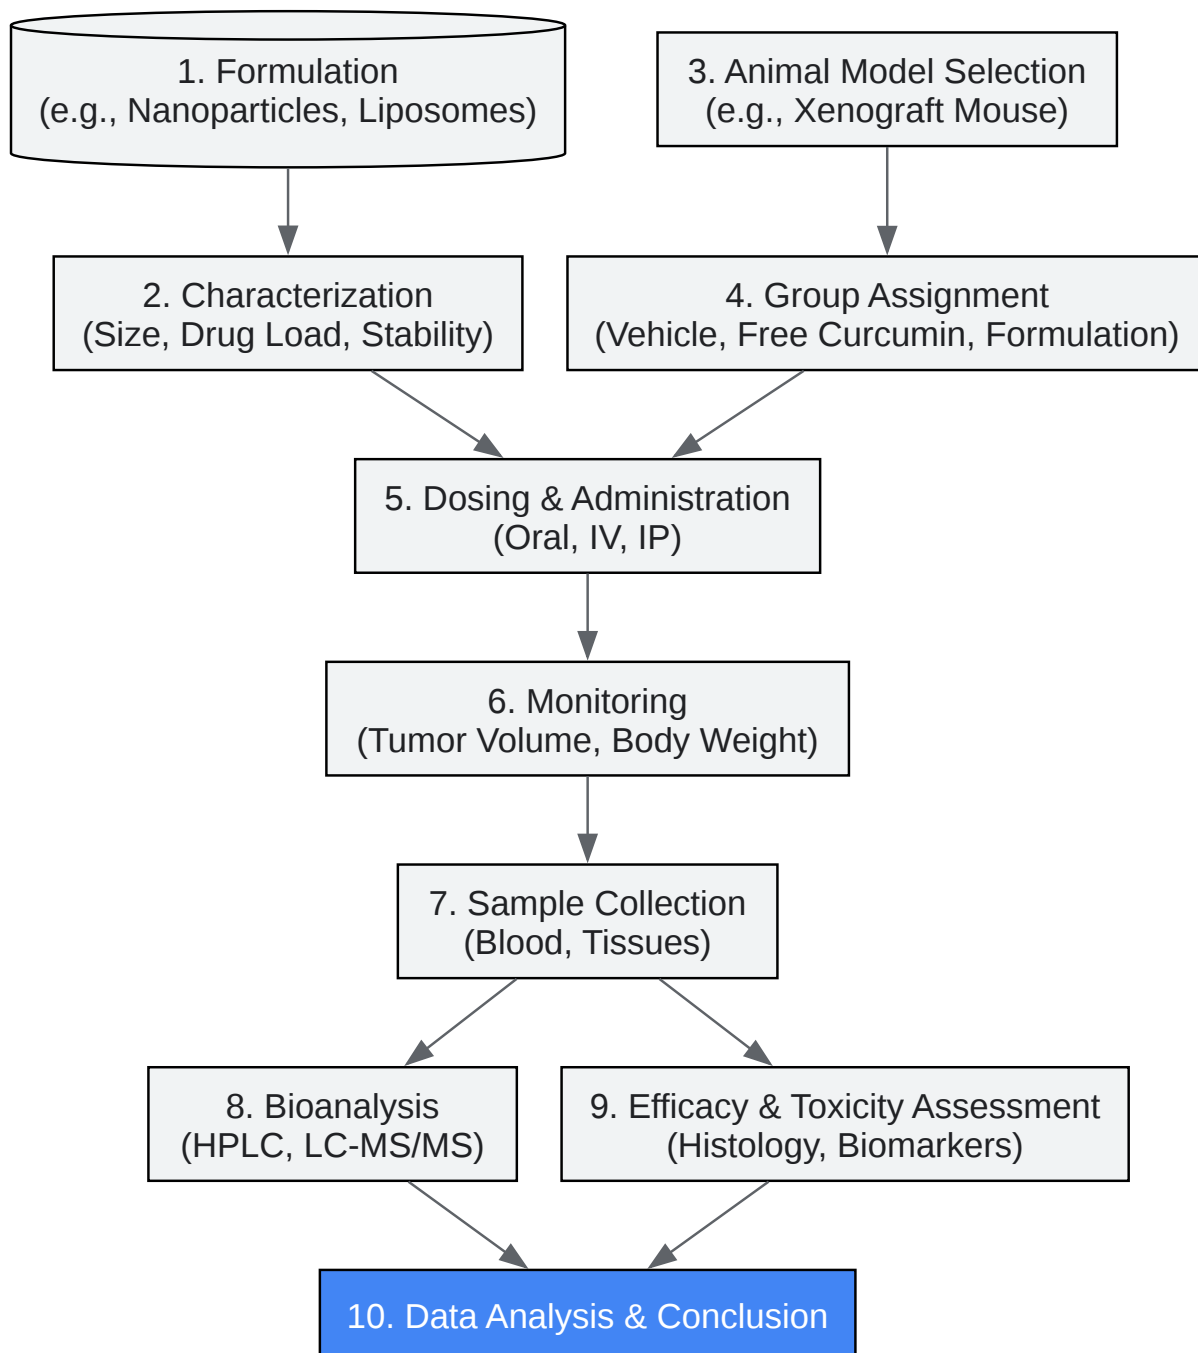 1. Formulation
(e.g., Nanoparticles, Liposomes)
3. Animal Model Selection
(e.g., Xenograft Mouse)
2. Characterization
(Size, Drug Load, Stability)
4. Group Assignment
(Vehicle, Free Curcumin, Formulation)
5. Dosing & Administration
(Oral, IV, IP)
6. Monitoring
(Tumor Volume, Body Weight)
7. Sample Collection
(Blood, Tissues)
8. Bioanalysis
(HPLC, LC-MS/MS)
9. Efficacy & Toxicity Assessment
(Histology, Biomarkers)
10. Data Analysis & Conclusion